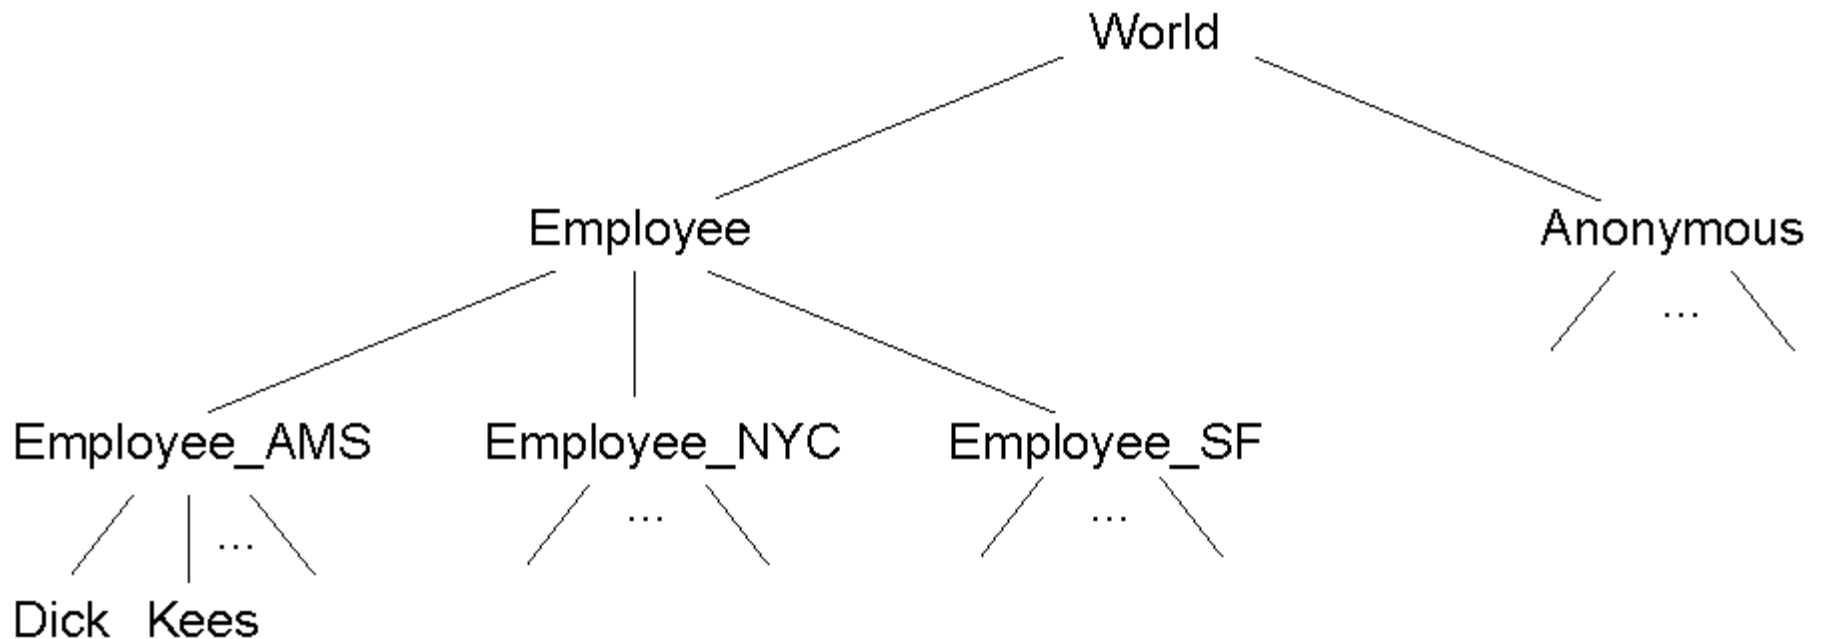 World
Employee
Anonymous
...
Employee_AMS
Employee_NYC
Employee_SF
...
...
...
Dick
Kees